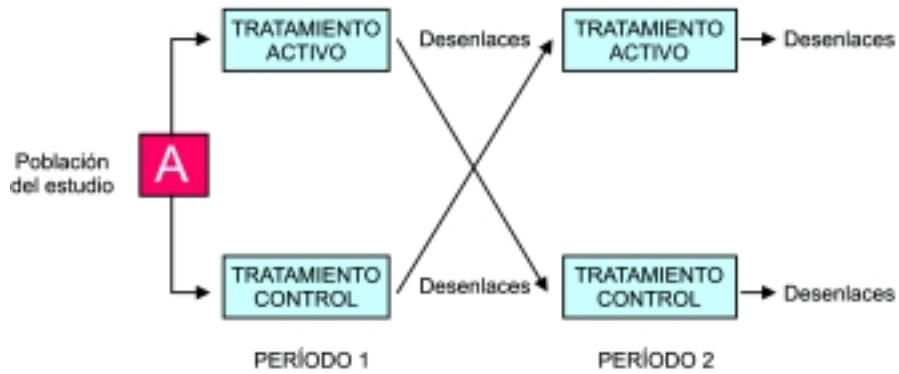 TRATAMIENTO
ACTIVO
Desenlaces
TRATAMIENTO
ACTIVO
Desenlaces
Población
del estudio
A
TRATAMIENTO
CONTROL
Desenlaces
TRATAMIENTO
CONTROL
Desenlaces
PERÍODO 1
PERÍODO 2